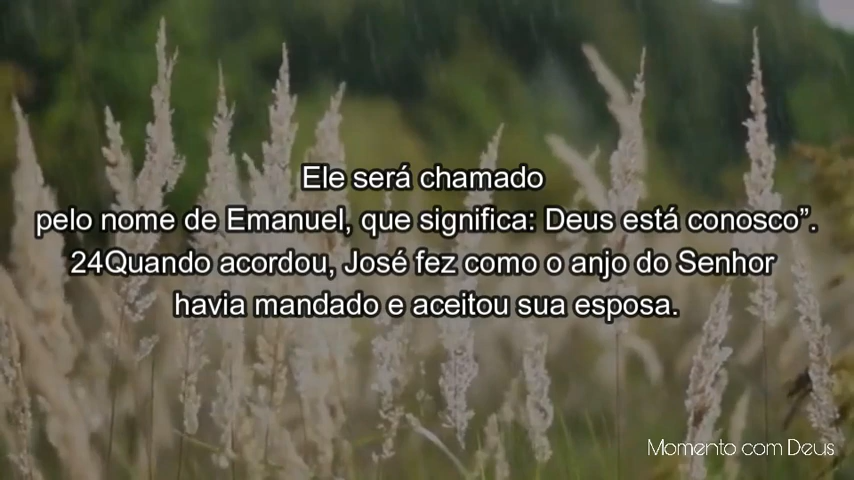 Ele será chamado
pelo nome de Emanuel, que significa: Deus está conosco”.
24Quando acordou, José fez como o anjo do Senhor
havia mandado e aceitou sua esposa.
Momento com Deus